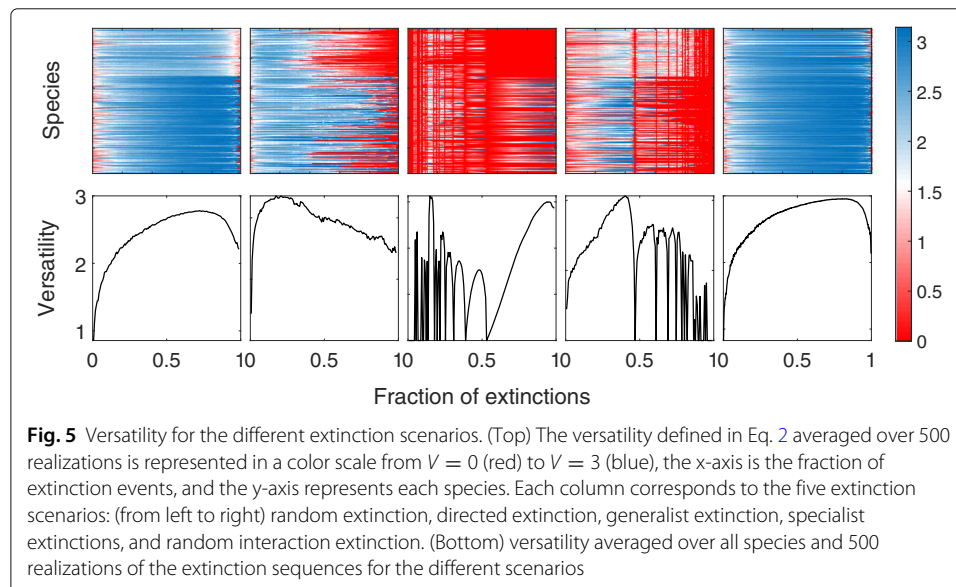 Species
3
2.5
2
1.5
1
0.5
0
Versatility
3
2
1
0 0.5 10 0.5 10 0.5 10 0.5 10 0.5 1
Fraction of extinctions
Fig. 5 Versatility for the different extinction scenarios. (Top) The versatility defined in Eq. 2 averaged over 500
realizations is represented in a color scale from V = 0 (red) to V = 3 (blue), the x-axis is the fraction of
extinction events, and the y-axis represents each species. Each column corresponds to the five extinction
scenarios: (from left to right) random extinction, directed extinction, generalist extinction, specialist
extinctions, and random interaction extinction. (Bottom) versatility averaged over all species and 500
realizations of the extinction sequences for the different scenarios